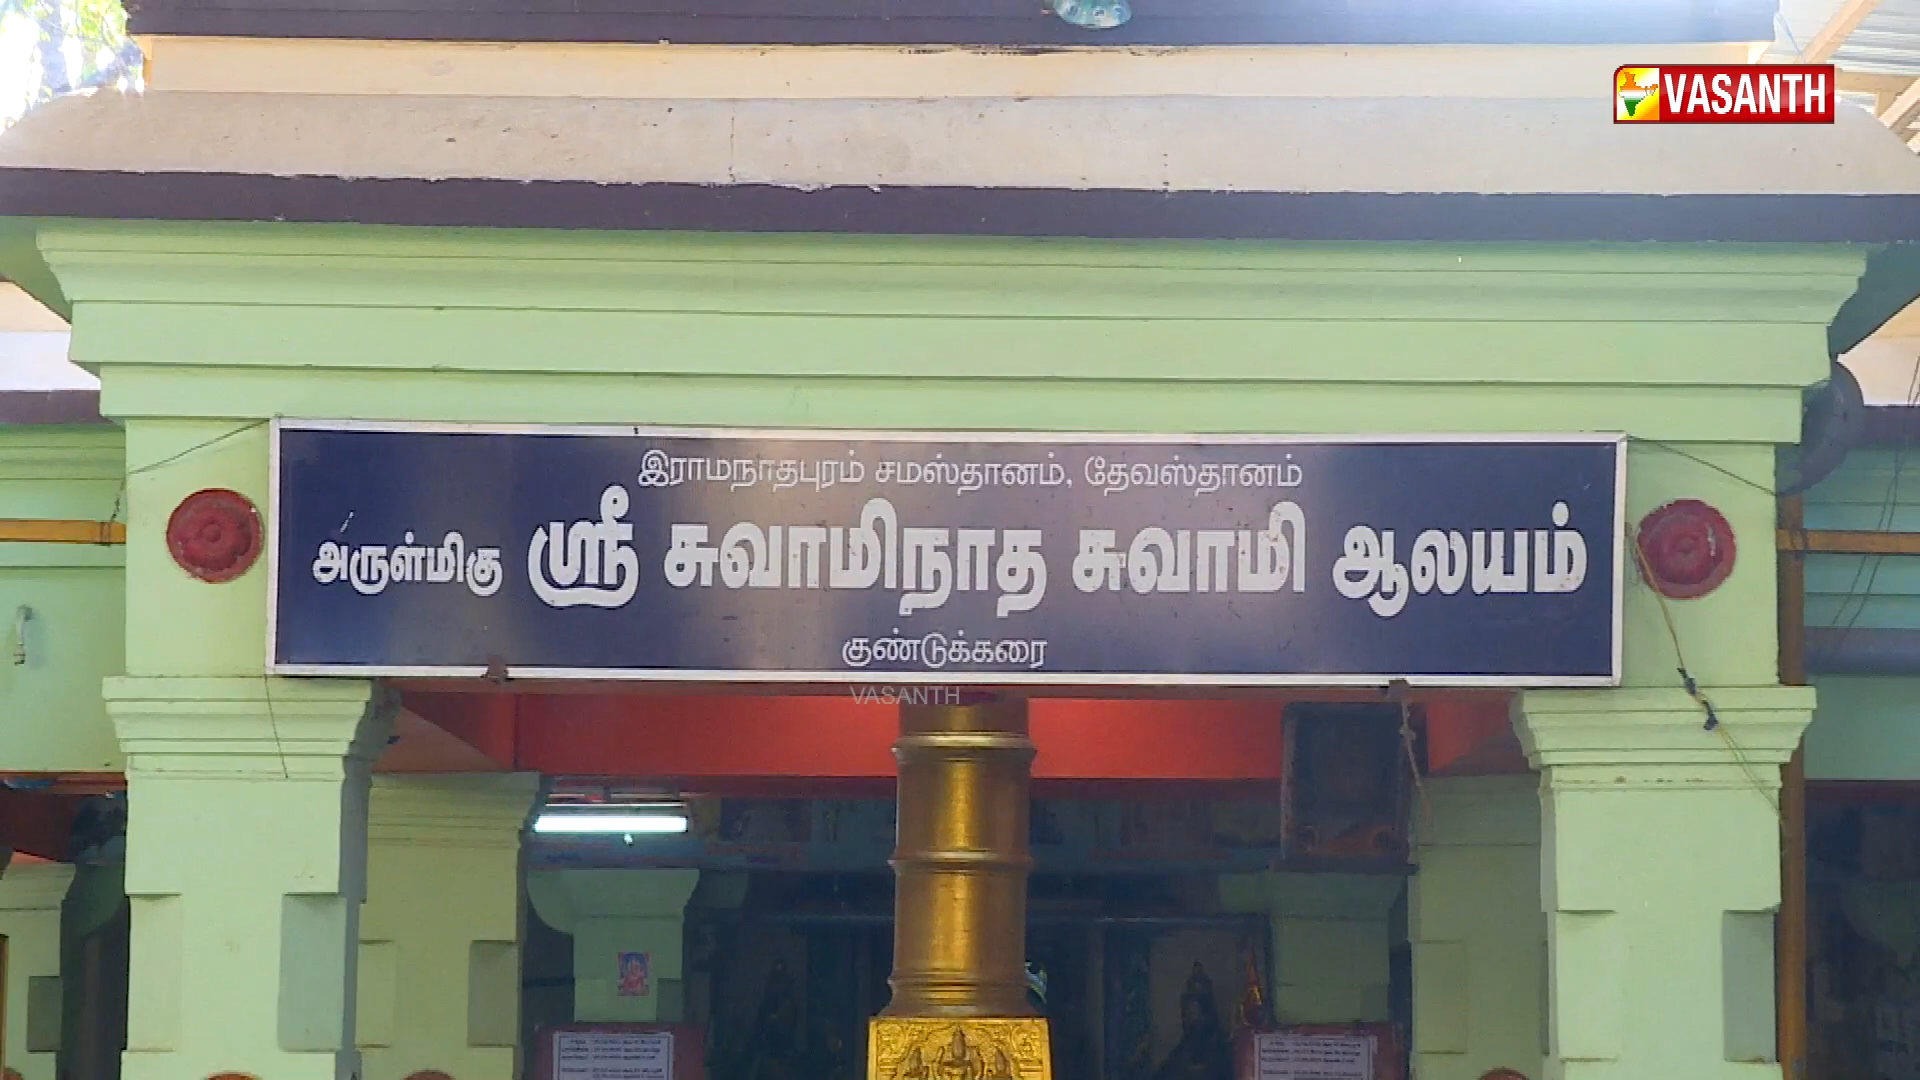 VASANTH
இராமநாதபுரம் சமஸ்தானம், தேவஸ்தானம்
அருள்மிகு ஸ்ரீ சுவாமிநாத சுவாமி ஆலயம்
குண்டுக்கரை
VASANTH